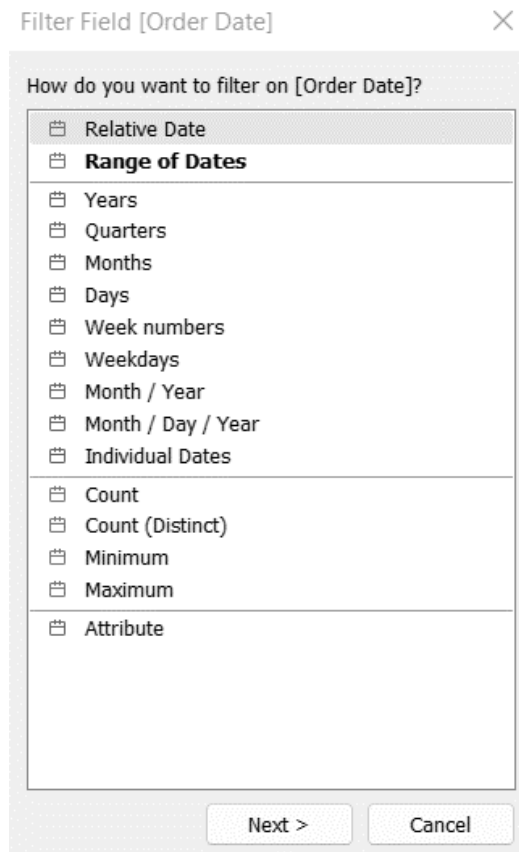 Filter Field [Order Date]
How do you want to filter on [Order Date]?
Relative Date
Range of Dates
Years
Quarters
Months
Days
Week numbers
Weekdays
Month / Year
Month / Day / Year
Individual Dates
Count
Count (Distinct)
Minimum
Maximum
Attribute
Next > Cancel